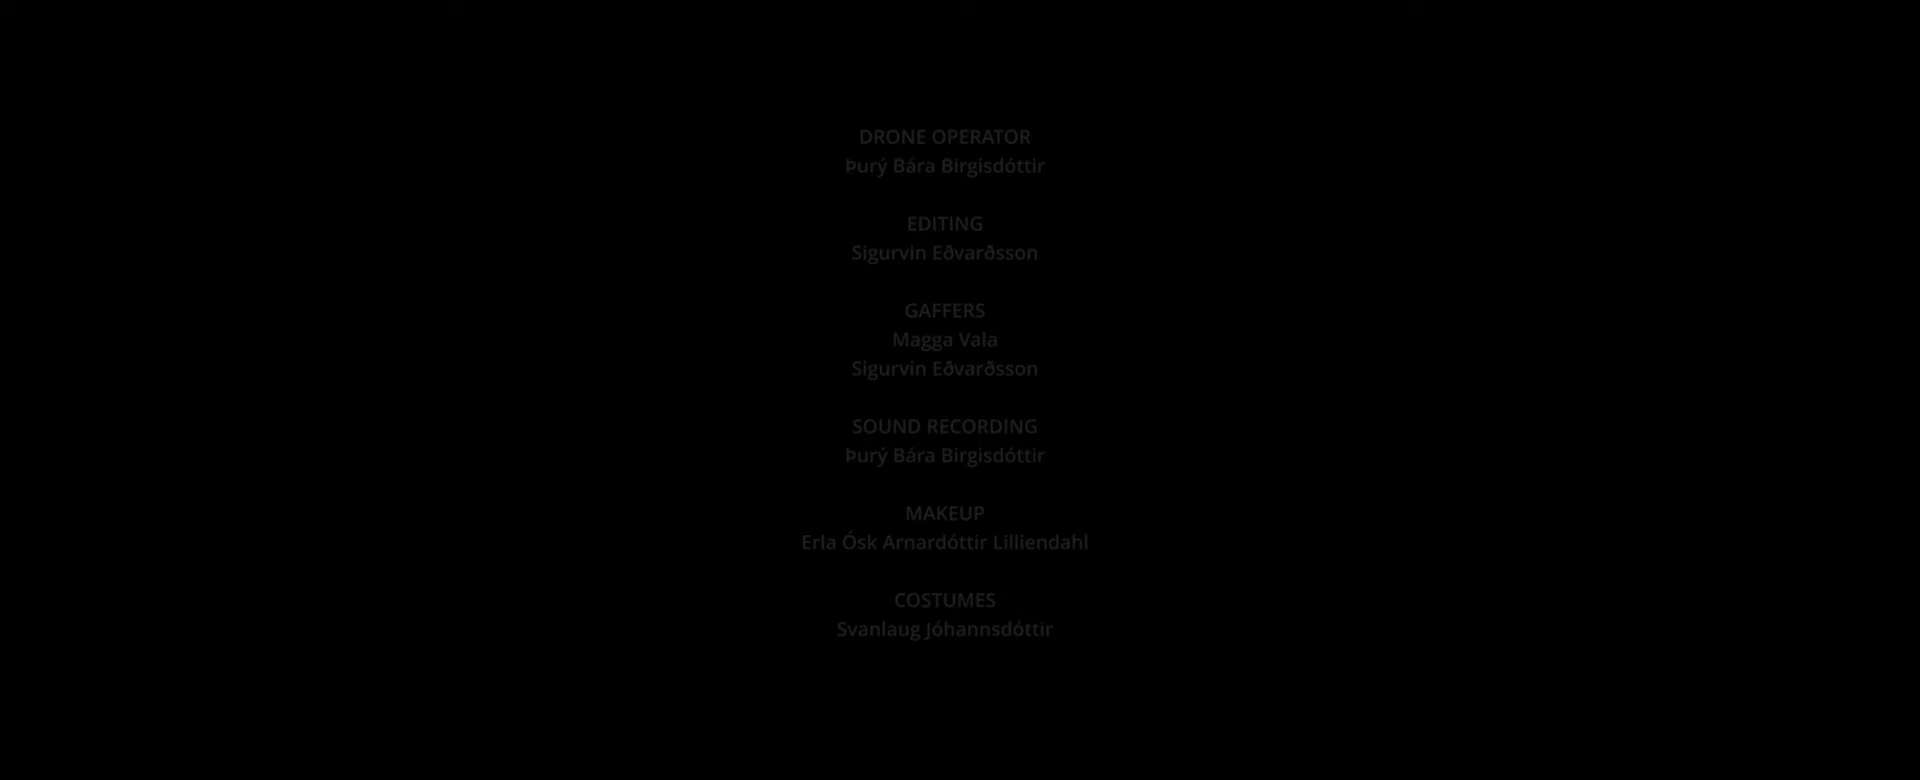 DRONE OPERATOR
Þurý Bára Birgisdóttir
EDITING
Sigurvin Eðvarðsson
GAFFERS
Magga Vala
Sigurvin Eðvarðsson
SOUND RECORDING
Þurý Bára Birgisdóttir
MAKEUP
Erla Ósk Arnardóttir Lilliendahl
COSTUMES
Svanlaug Jóhannsdóttir